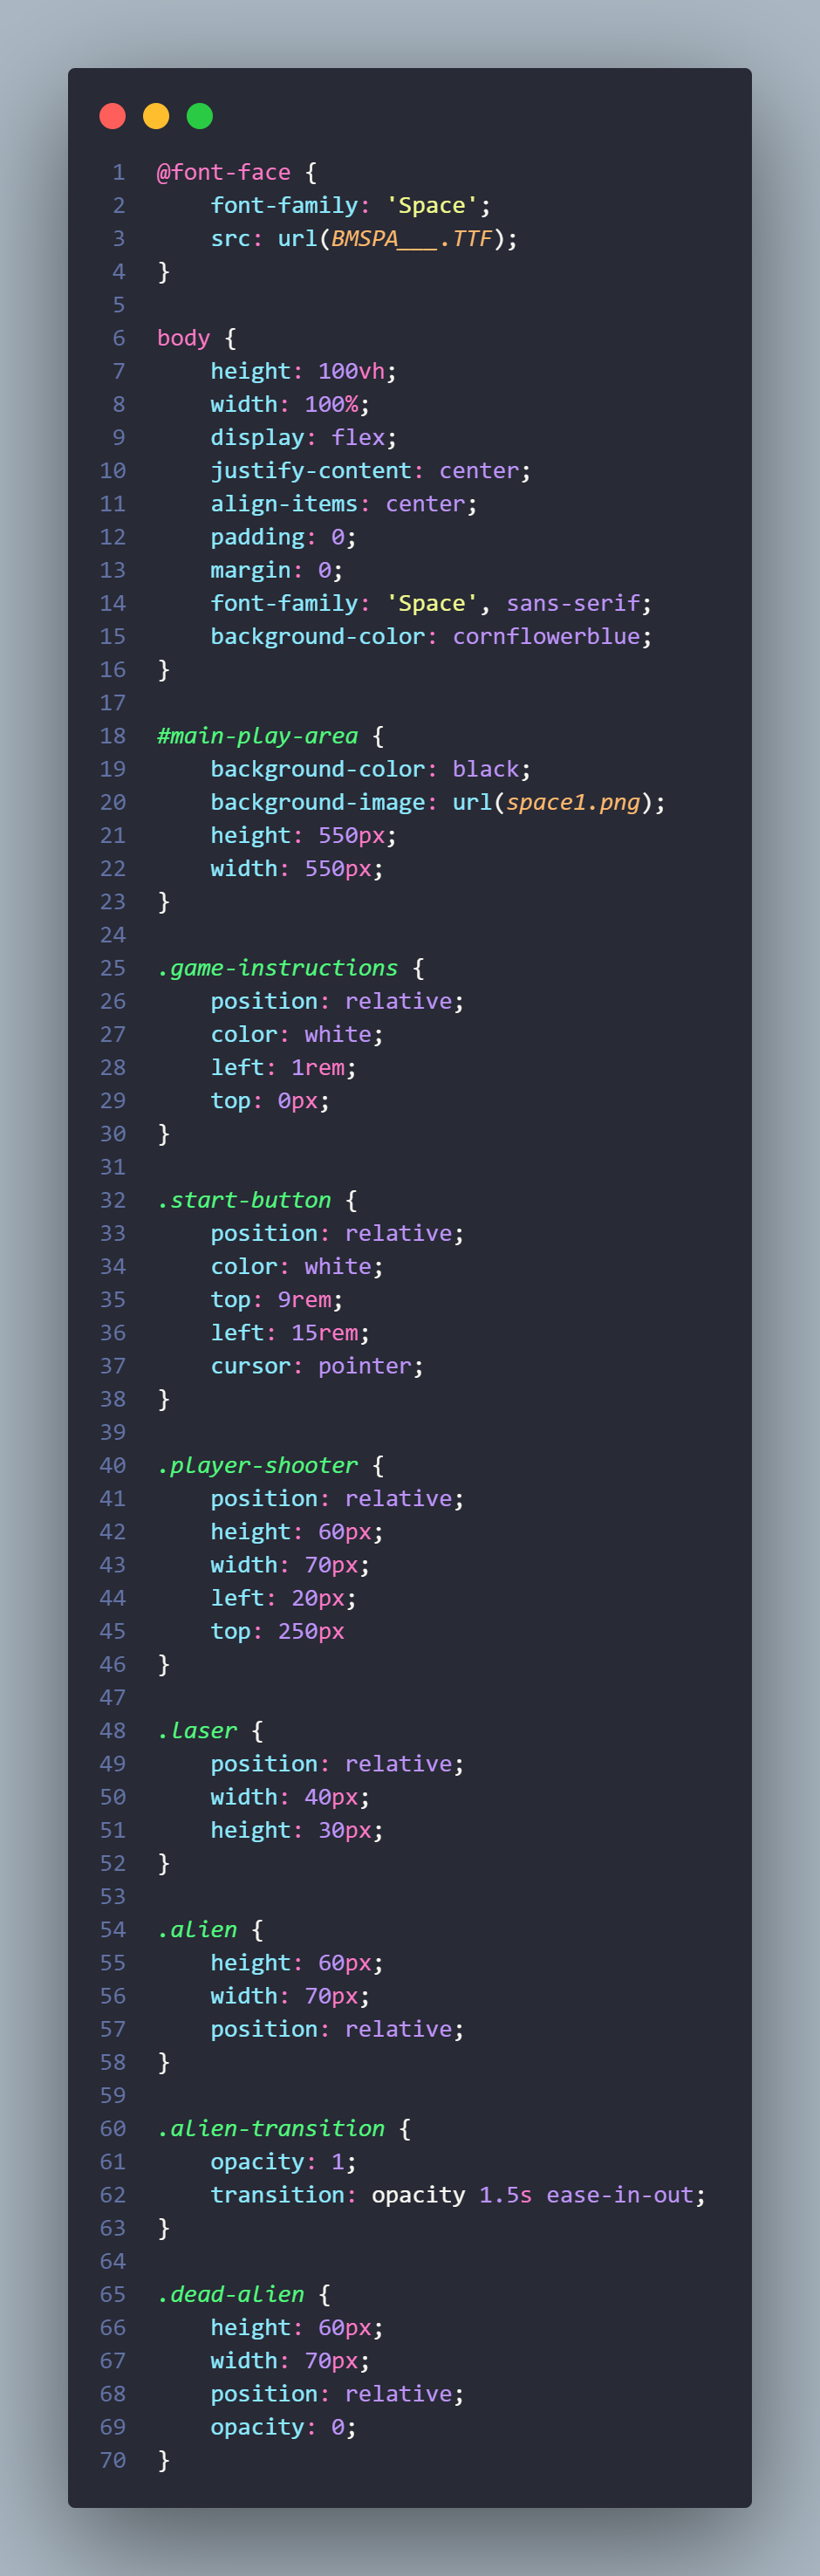 1 @font-face {
2     font-family: 'Space';
3     src: url(BMSPA___.TTF);
4 }
5
6 body {
7     height: 100vh;
8     width: 100%;
9     display: flex;
10     justify-content: center;
11     align-items: center;
12     padding: 0;
13     margin: 0;
14     font-family: 'Space', sans-serif;
15     background-color: cornflowerblue;
16 }
17
18 #main-play-area {
19     background-color: black;
20     background-image: url(space1.png);
21     height: 550px;
22     width: 550px;
23 }
24
25 .game-instructions {
26     position: relative;
27     color: white;
28     left: 1rem;
29     top: 0px;
30 }
31
32 .start-button {
33     position: relative;
34     color: white;
35     top: 9rem;
36     left: 15rem;
37     cursor: pointer;
38 }
39
40 .player-shooter {
41     position: relative;
42     height: 60px;
43     width: 70px;
44     left: 20px;
45     top: 250px
46 }
47
48 .laser {
49     position: relative;
50     width: 40px;
51     height: 30px;
52 }
53
54 .alien {
55     height: 60px;
56     width: 70px;
57     position: relative;
58 }
59
60 .alien-transition {
61     opacity: 1;
62     transition: opacity 1.5s ease-in-out;
63 }
64
65 .dead-alien {
66     height: 60px;
67     width: 70px;
68     position: relative;
69     opacity: 0;
70 }